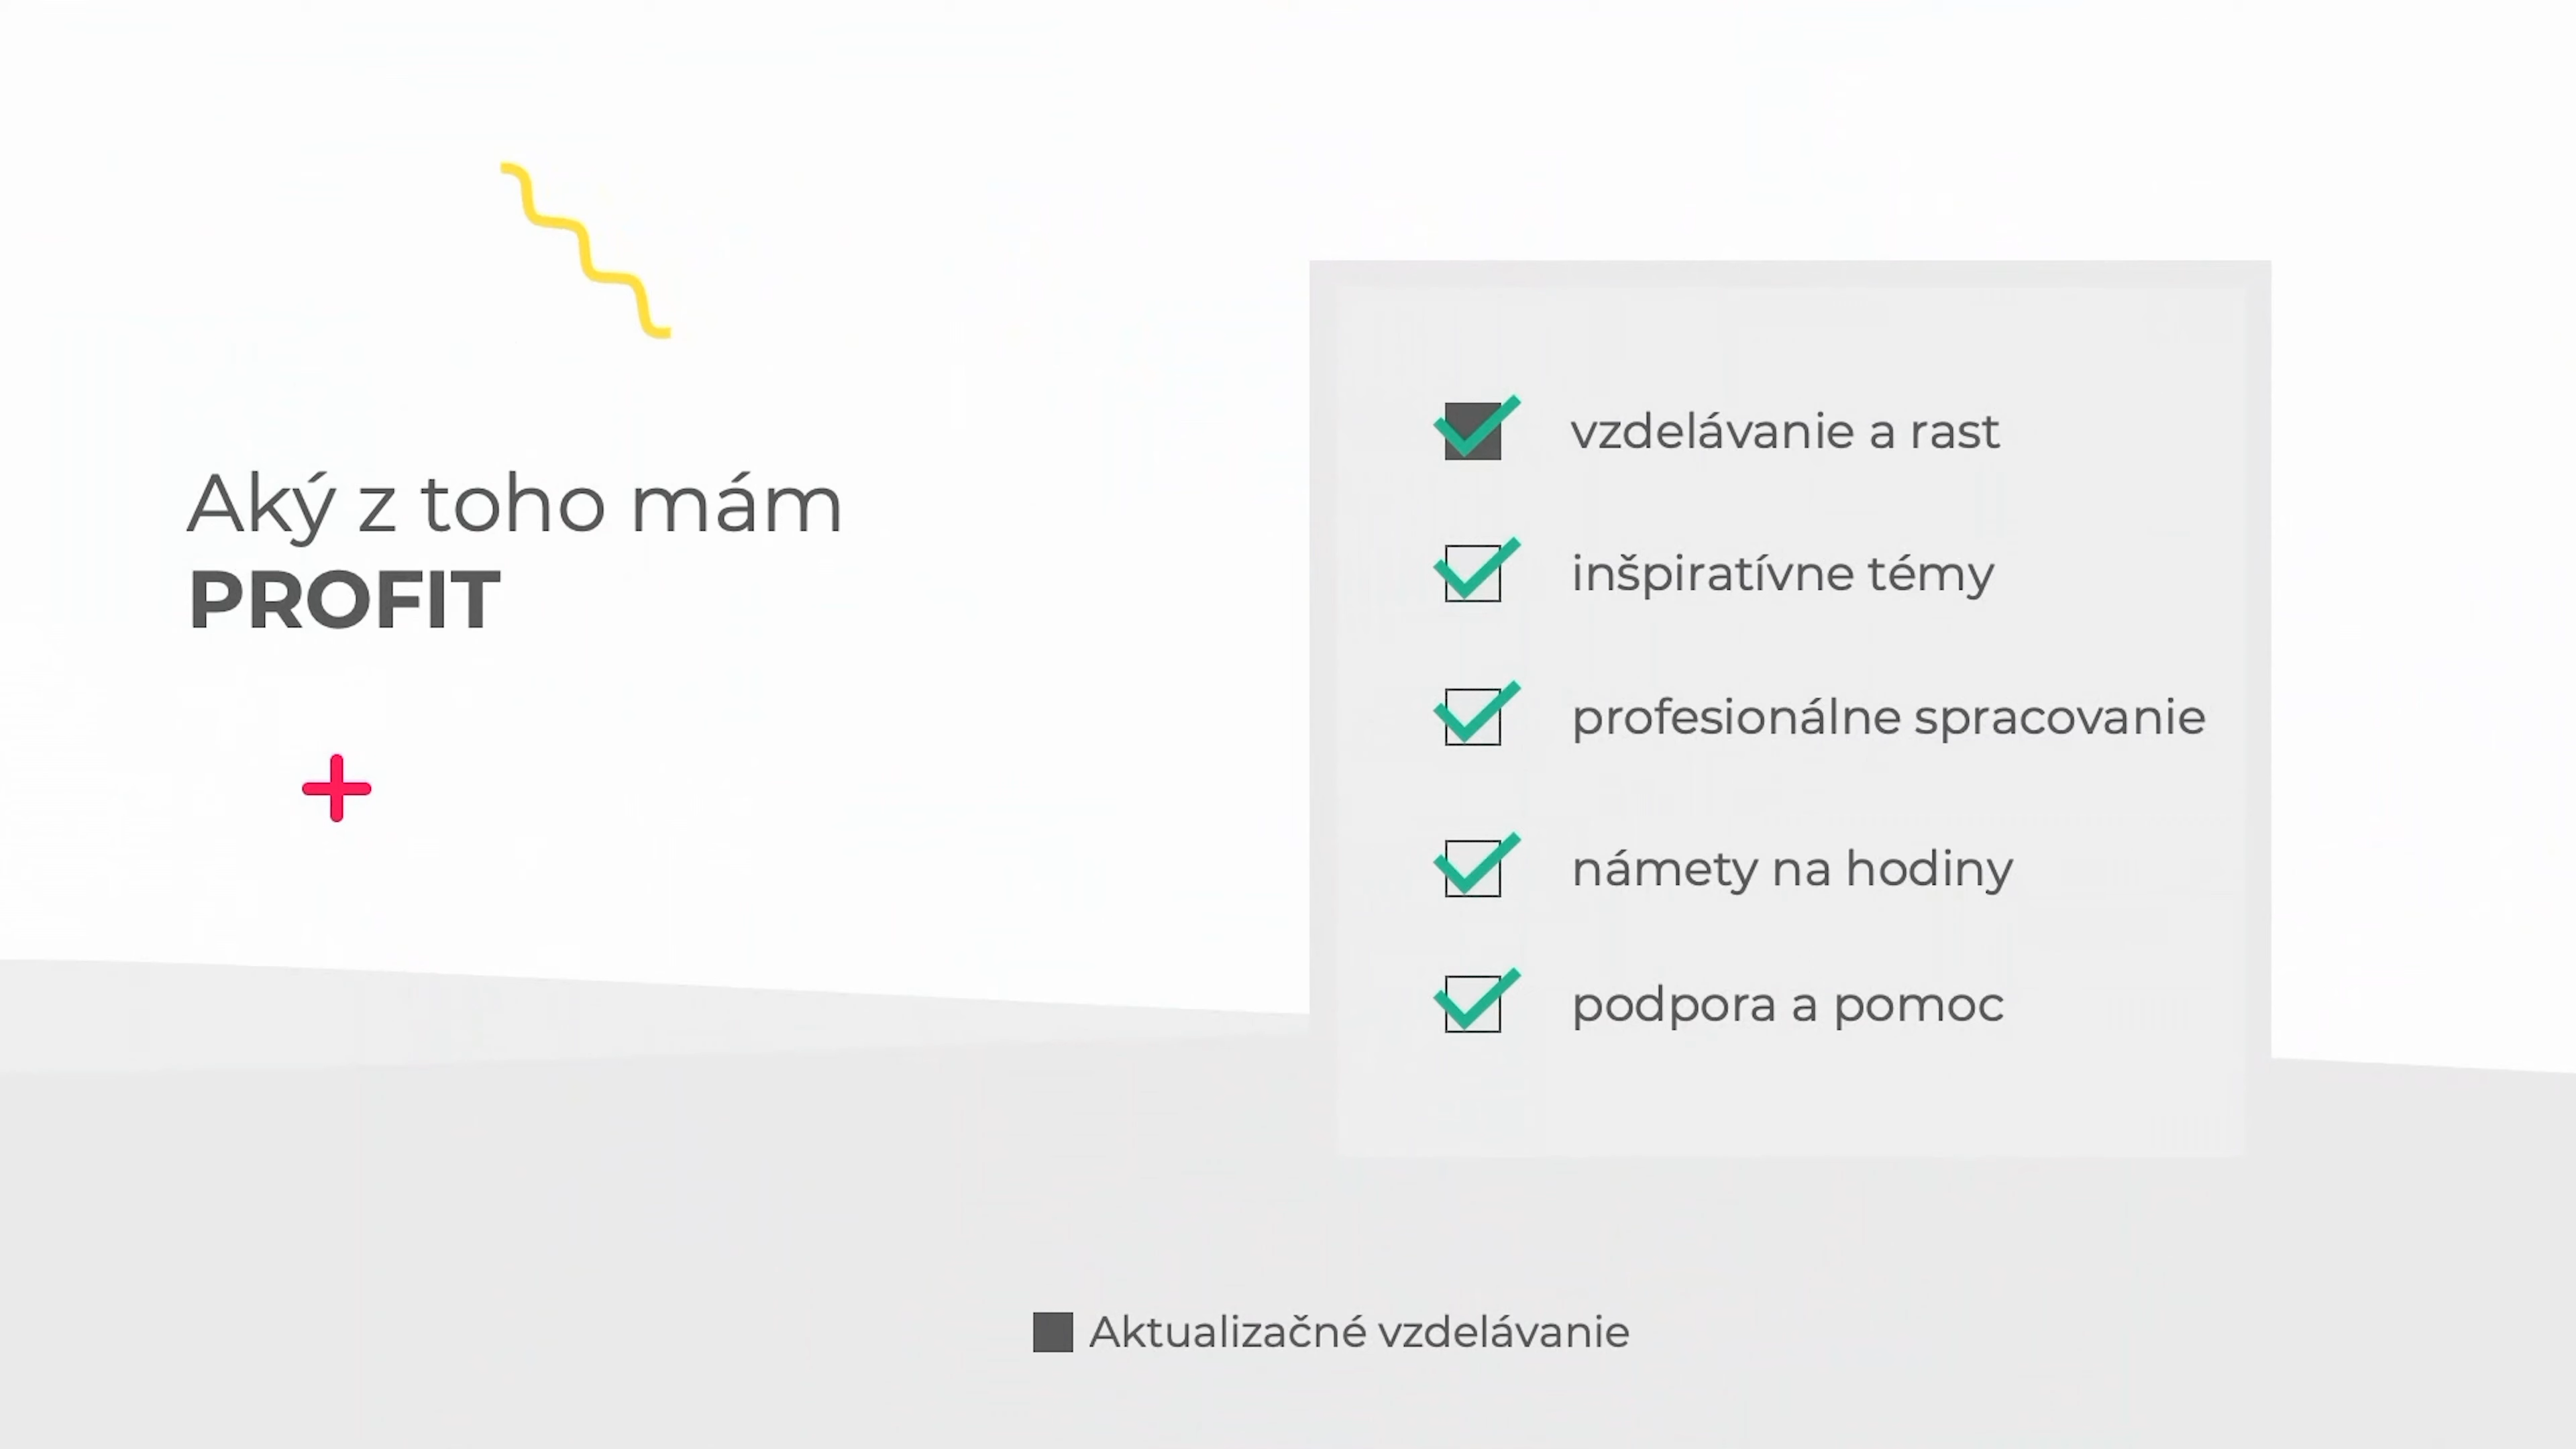 Aký z toho mám
PROFIT
vzdelávanie a rast
inšpiratívne témy
profesionálne spracovanie
námety na hodiny
podpora a pomoc
Aktualizačné vzdelávanie